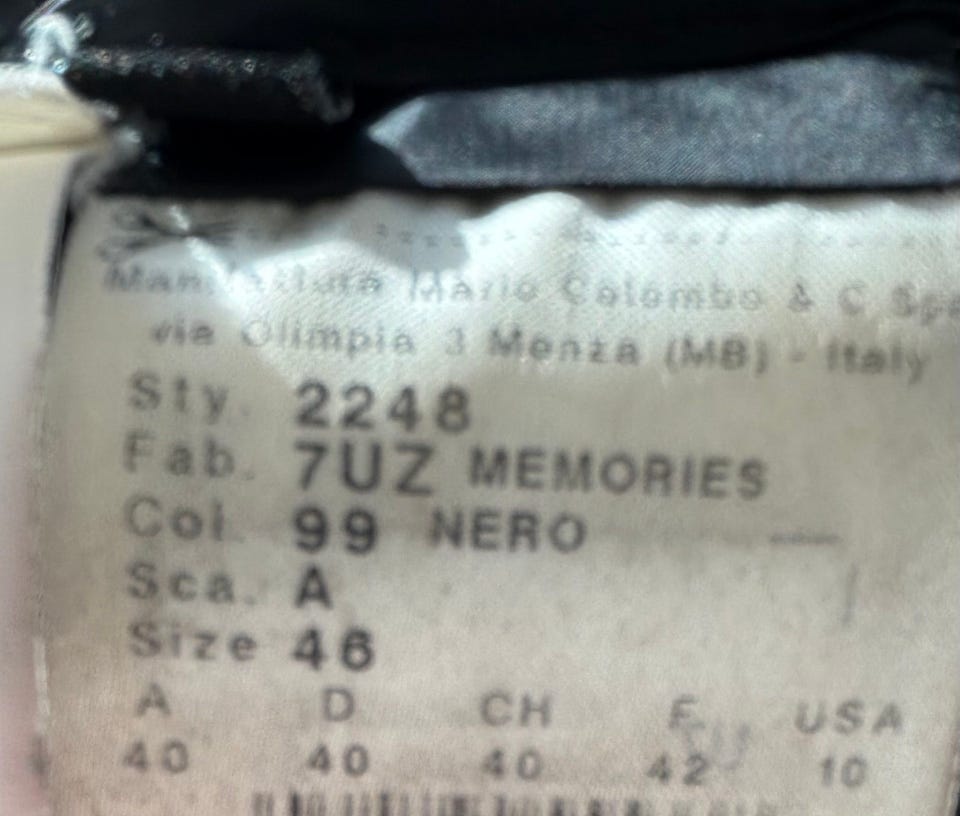 Manifattura Mario Colombo & C Spa
via Olimpia 3 Monza (MB) - Italy
Sty. 2248
Fab. 7UZ MEMORIES
Col. 99 NERO
Sca. A
Size 46
A D CH F USA
40 40 40 42 10